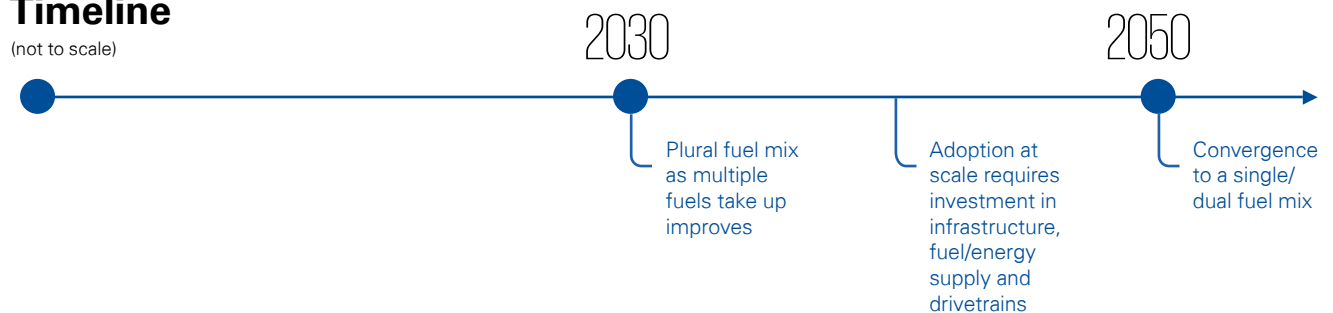 Timeline
(not to scale)
2030
2050
Plural fuel mix
as multiple
fuels take up
improves
Adoption at
scale requires
investment in
infrastructure,
fuel/energy
supply and
drivetrains
Convergence
to a single/
dual fuel mix